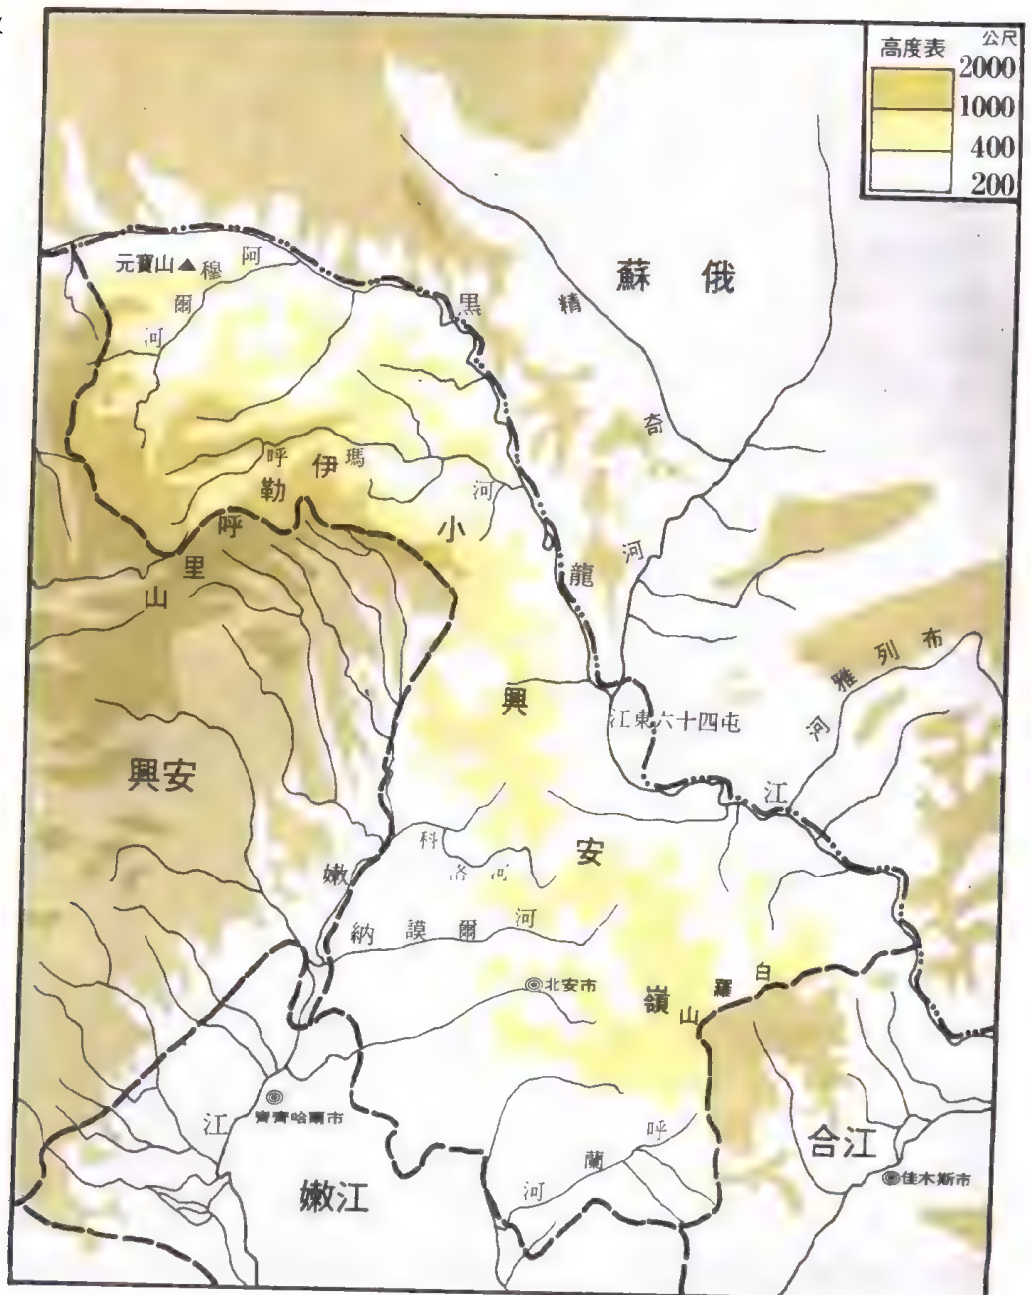 高度表
公尺
2000
1000
400
200
蘇俄
元寶山
阿穆爾河
黑龍江
精奇河
呼瑪河
伊勒呼里山
小興安嶺
布列雅河
江東六十四屯
興安
嫩江
科洛河
納謨爾河
北安市
白羅山
齊齊哈爾市
嫩江
呼蘭河
合江
佳木斯市